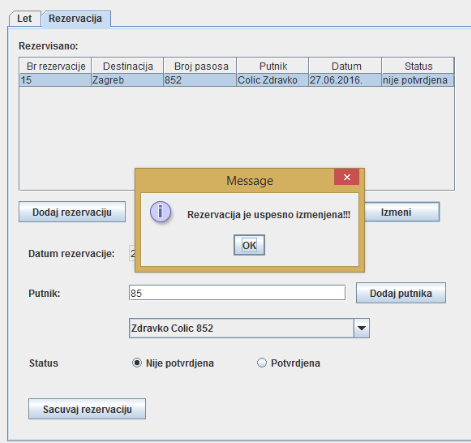 Let Rezervacija
Rezervisano:
Br rezervacije Destinacija Broj pasosa Putnik Datum Status
15 Zagreb 852 Colic Zdravko 27.06.2016. nije potvrdjena
Message
Rezervacija je uspesno izmenjena!!!
OK
Dodaj rezervaciju Izmeni
Datum rezervacije: 2
Putnik: 85 Dodaj putnika
Zdravko Colic 852
Status Nije potvrdjena Potvrdjena
Sacuvaj rezervaciju